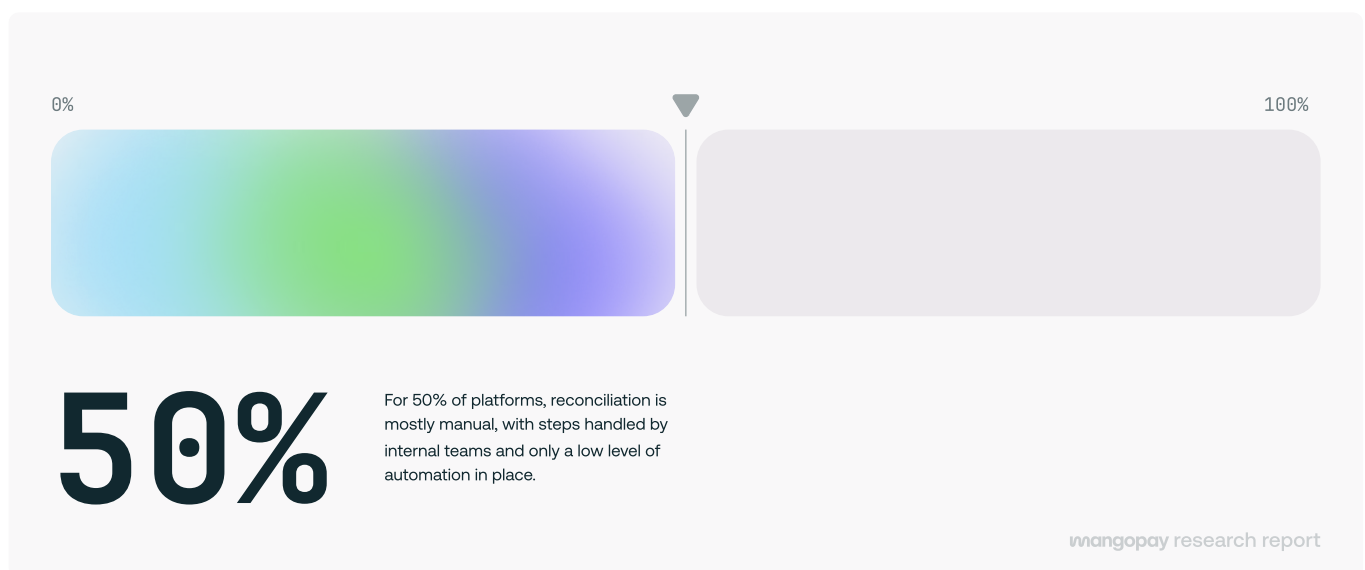 0%
100%
50%
For 50% of platforms, reconciliation is
mostly manual, with steps handled by
internal teams and only a low level of
automation in place.
mangopay research report